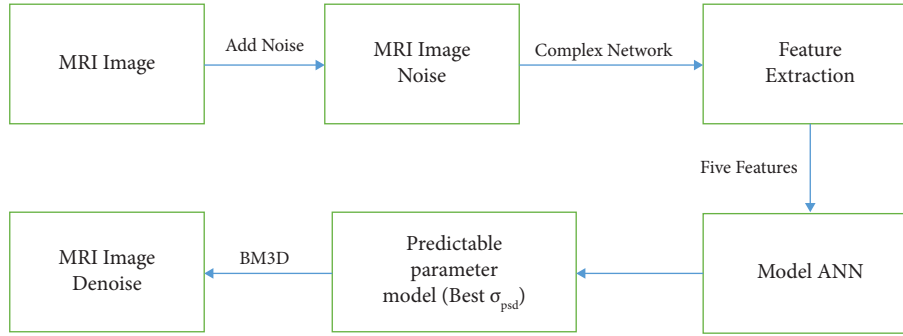 MRI Image
Add Noise
MRI Image
Noise
Complex Network
Feature
Extraction
Five Features
Model ANN
Predictable
parameter
model (Best σpsd)
BM3D
MRI Image
Denoise